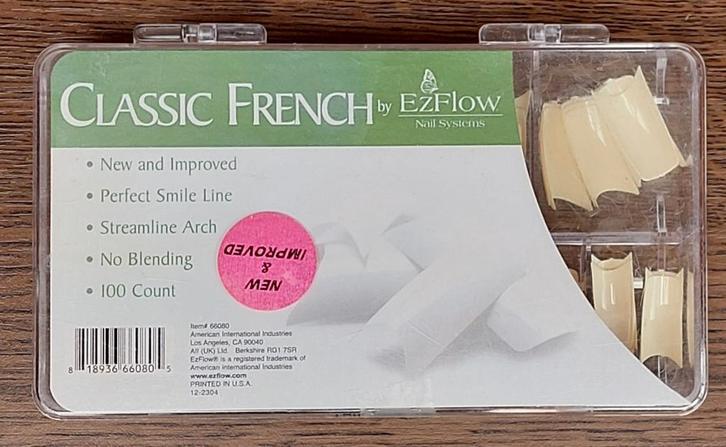 CLASSIC FRENCH by EzFlow
Nail Systems
• New and Improved
• Perfect Smile Line
• Streamline Arch
• No Blending
• 100 Count
NEW
&
IMPROVED
8 18936 66080 5
Item# 66080
American International Industries
Los Angeles, CA 90040
AII (UK) Ltd. Berkshire RG1 7SR
EzFlow® is a registered trademark of
American International Industries
www.ezflow.com
PRINTED IN U.S.A.
12-2304